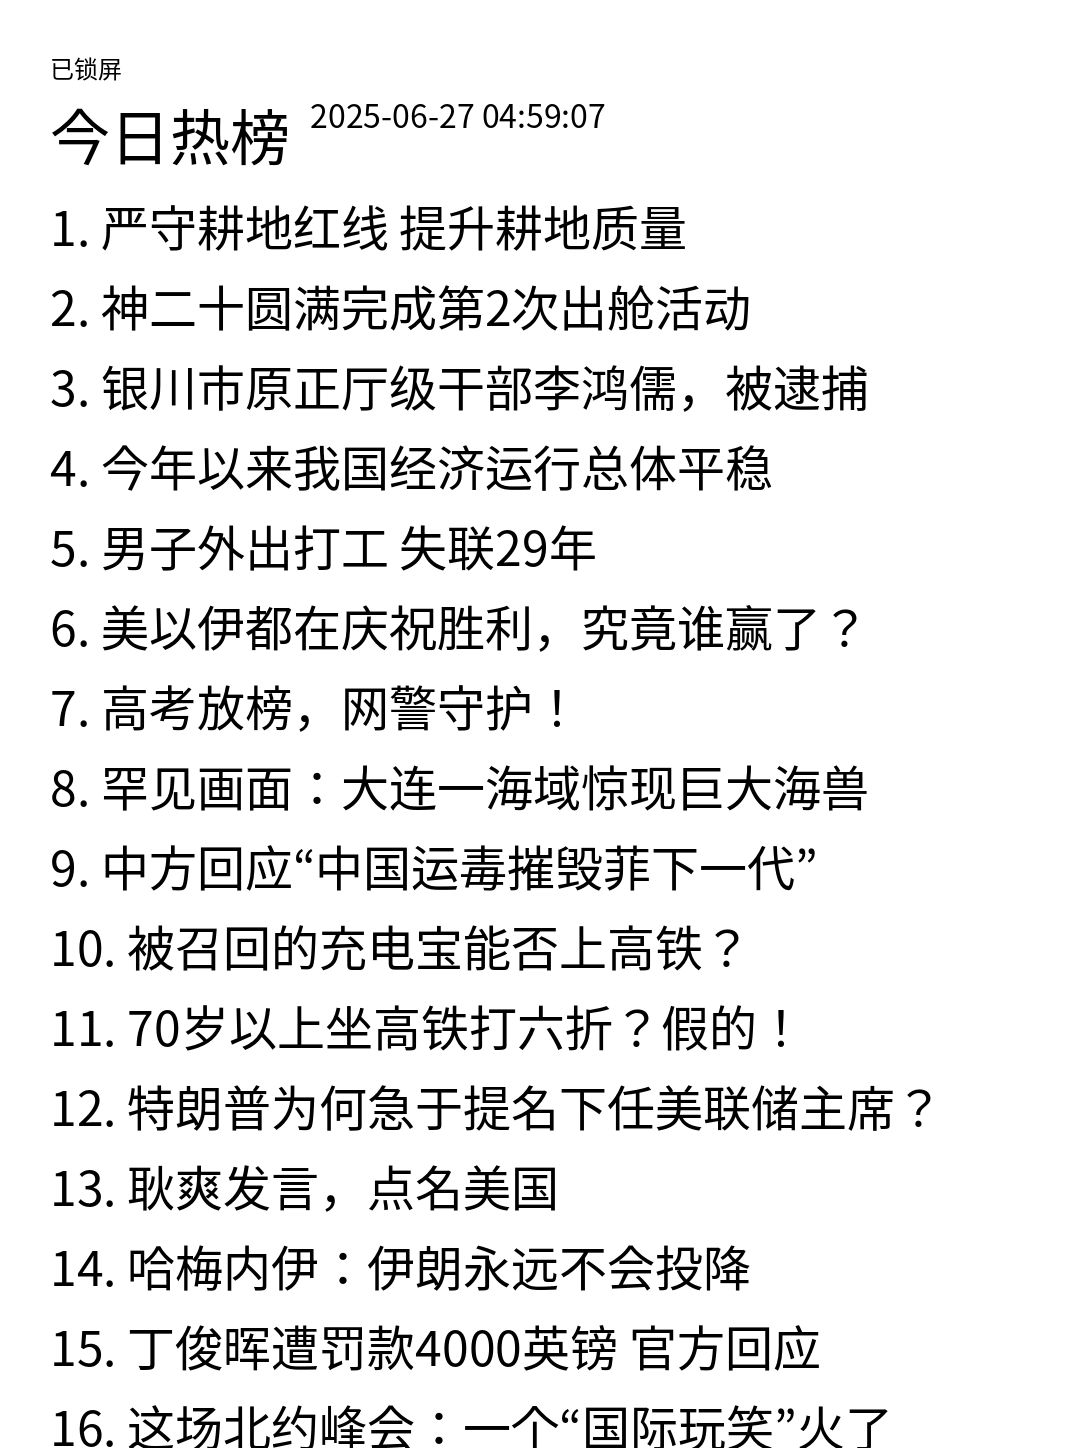 已锁屏
今日热榜 2025-06-27 04:59:07
1. 严守耕地红线 提升耕地质量
2. 神二十圆满完成第2次出舱活动
3. 银川市原正厅级干部李鸿儒，被逮捕
4. 今年以来我国经济运行总体平稳
5. 男子外出打工 失联29年
6. 美以伊都在庆祝胜利，究竟谁赢了？
7. 高考放榜，网警守护！
8. 罕见画面：大连一海域惊现巨大海兽
9. 中方回应“中国运毒摧毁菲下一代”
10. 被召回的充电宝能否上高铁？
11. 70岁以上坐高铁打六折？假的！
12. 特朗普为何急于提名下任美联储主席？
13. 耿爽发言，点名美国
14. 哈梅内伊：伊朗永远不会投降
15. 丁俊晖遭罚款4000英镑 官方回应
16. 这场北约峰会：一个“国际玩笑”火了